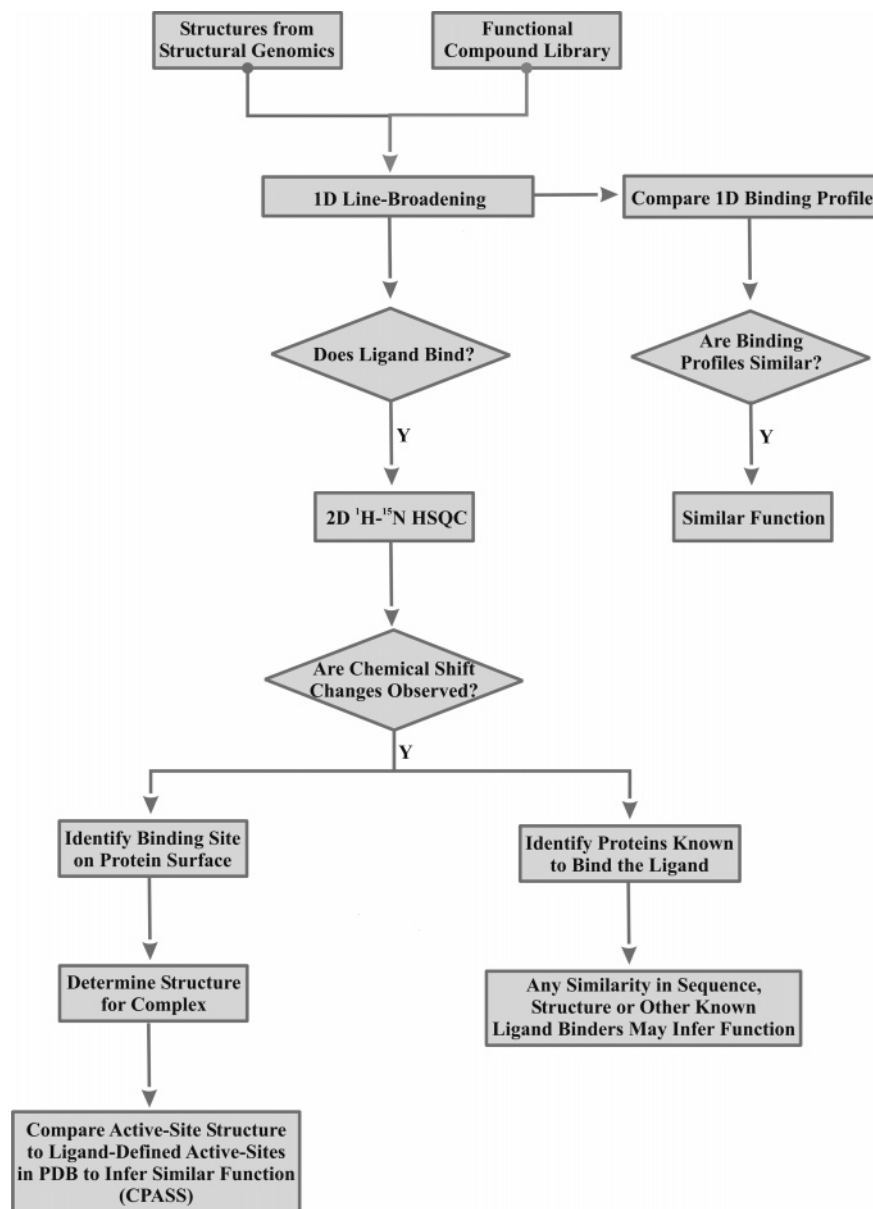 Structures from
Structural Genomics
Functional
Compound Library
1D Line-Broadening
Compare 1D Binding Profile
Does Ligand Bind?
Are Binding
Profiles Similar?
Y
Y
2D ¹H-¹⁵N HSQC
Similar Function
Are Chemical Shift
Changes Observed?
Y
Identify Binding Site
on Protein Surface
Identify Proteins Known
to Bind the Ligand
Determine Structure
for Complex
Any Similarity in Sequence,
Structure or Other Known
Ligand Binders May Infer Function
Compare Active-Site Structure
to Ligand-Defined Active-Sites
in PDB to Infer Similar Function
(CPASS)